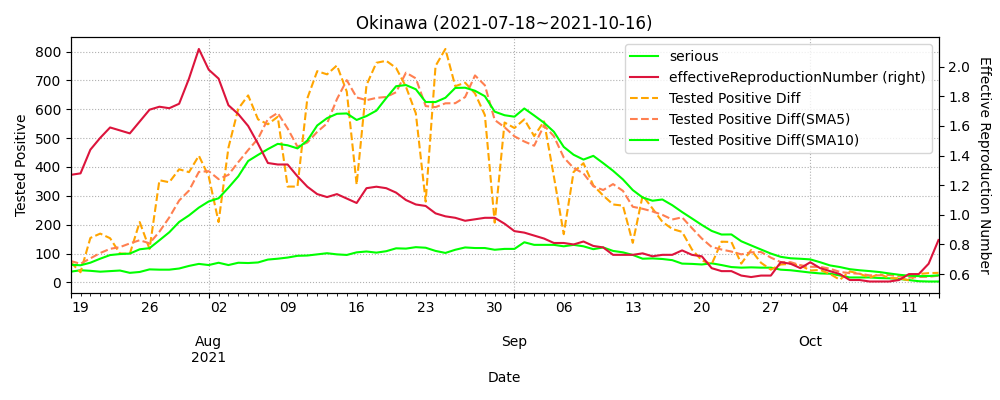 Okinawa (2021-07-18~2021-10-16)
serious
effectiveReproductionNumber (right)
Tested Positive Diff
Tested Positive Diff(SMA5)
Tested Positive Diff(SMA10)
Tested Positive
800
700
600
500
400
300
200
100
0
2.0
1.8
1.6
1.4
1.2
1.0
0.8
0.6
Effective Reproduction Number
19 26 02 09 16 23 30 06 13 20 27 04 11
Aug Sep Oct
2021
Date